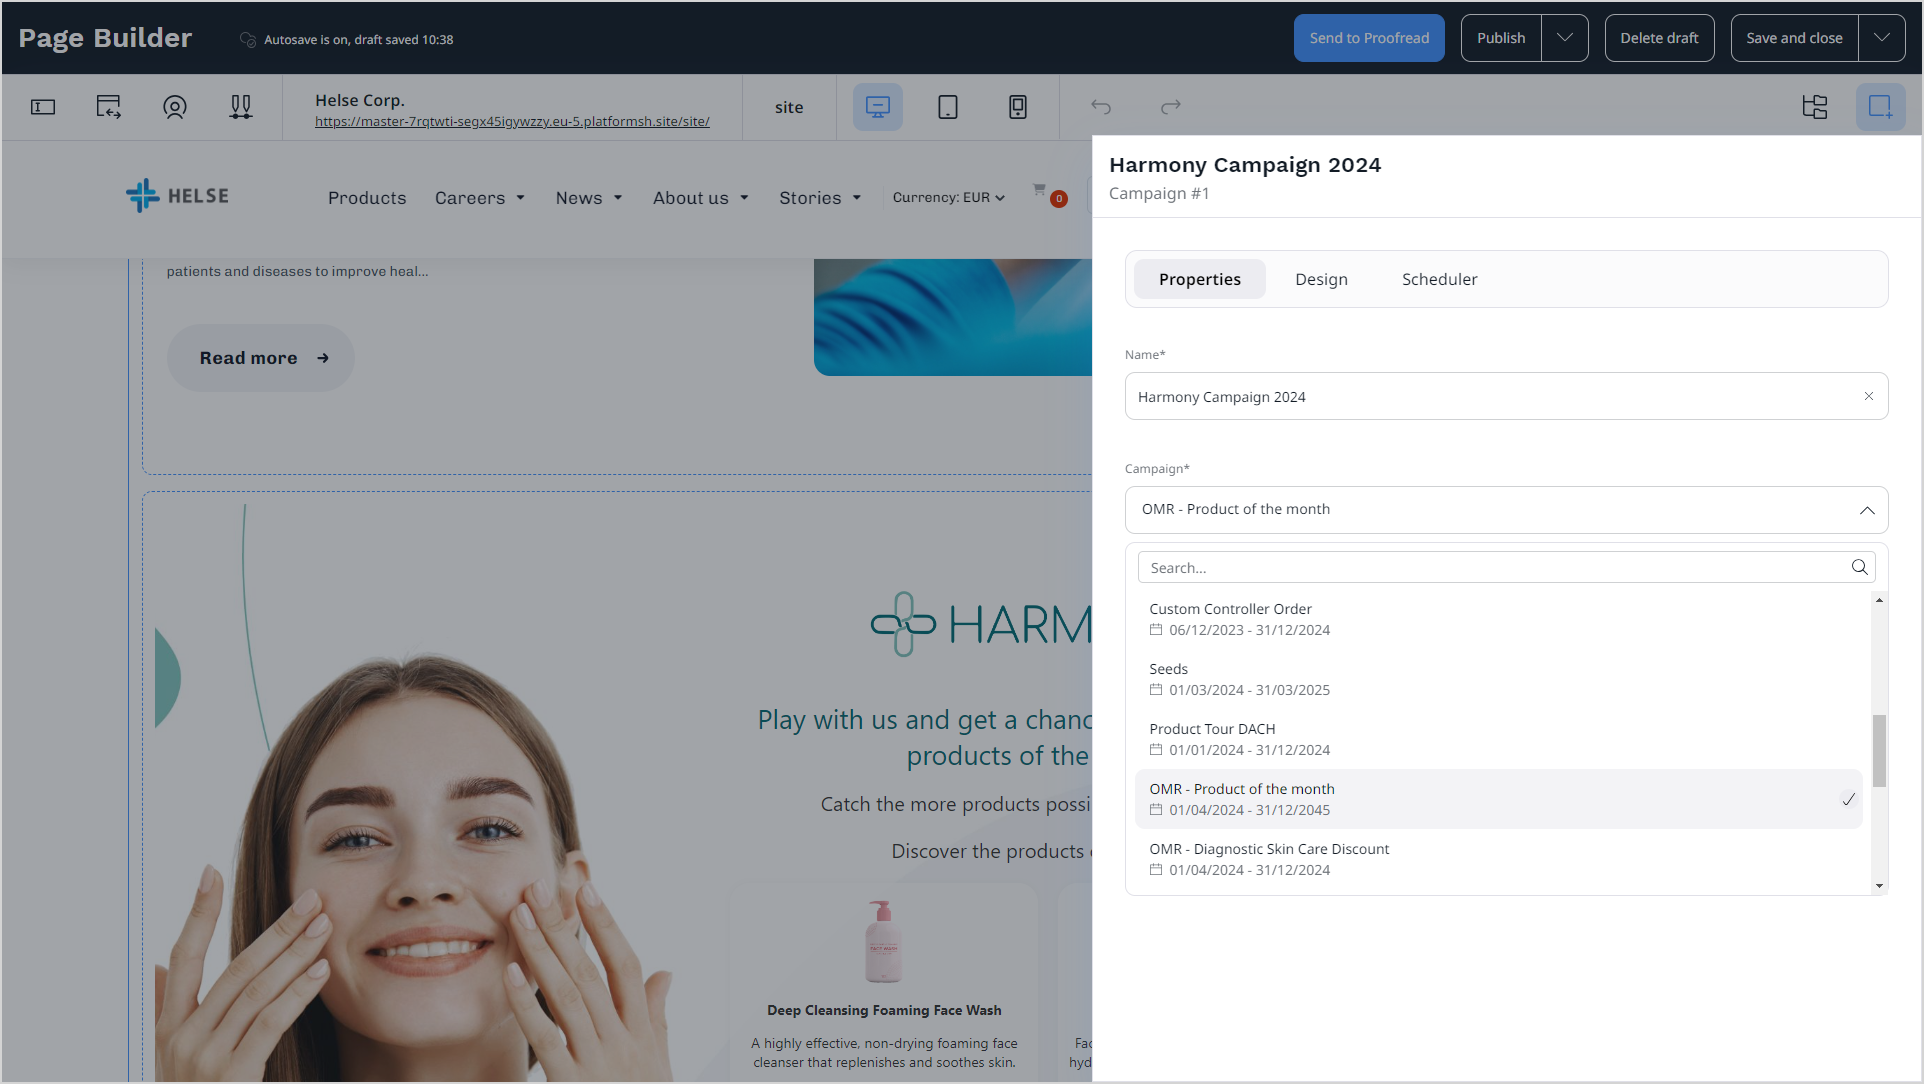 Page Builder
Autosave is on, draft saved 10:38
Send to Proofread
Publish
Delete draft
Save and close
Helse Corp.
https://master-7rqtwti-segx45igywzzy.eu-5.platformsh.site/site/
site
HELSE
Products
Careers
News
About us
Stories
Currency: EUR
0
patients and diseases to improve heal...
Read more
HARM
Play with us and get a chanc
products of the
Catch the more products possi
Discover the products
Deep Cleansing Foaming Face Wash
A highly effective, non-drying foaming face
cleanser that replenishes and soothes skin.
Fac
hyd
Harmony Campaign 2024
Campaign #1
Properties
Design
Scheduler
Name*
Harmony Campaign 2024
Campaign*
OMR - Product of the month
Search...
Custom Controller Order
06/12/2023 - 31/12/2024
Seeds
01/03/2024 - 31/03/2025
Product Tour DACH
01/01/2024 - 31/12/2024
OMR - Product of the month
01/04/2024 - 31/12/2045
OMR - Diagnostic Skin Care Discount
01/04/2024 - 31/12/2024